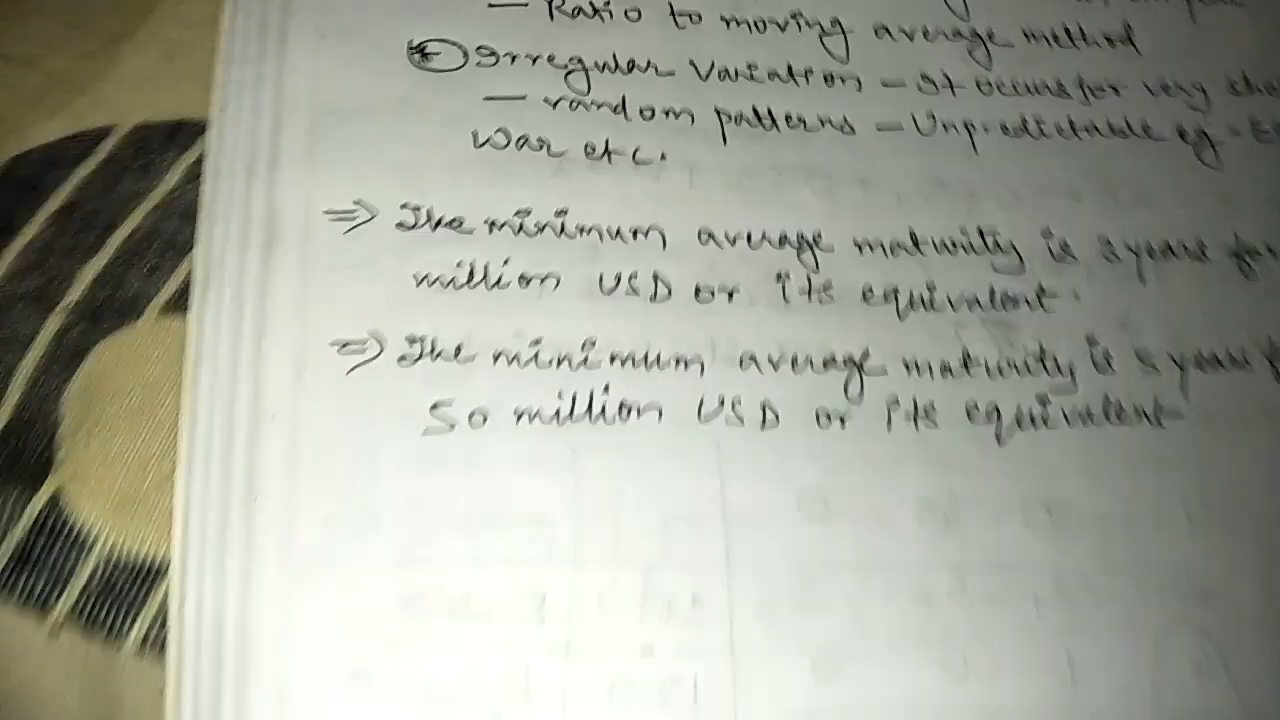 - Ratio to moving average method
Irregular Variation - It occurs for very
- random patterns - Unpredictable eg -
War etc.
⇒ The minimum average maturity is 3 years for
million USD or its equivalent.
⇒ The minimum average maturity is 5 years
50 million USD or its equivalent